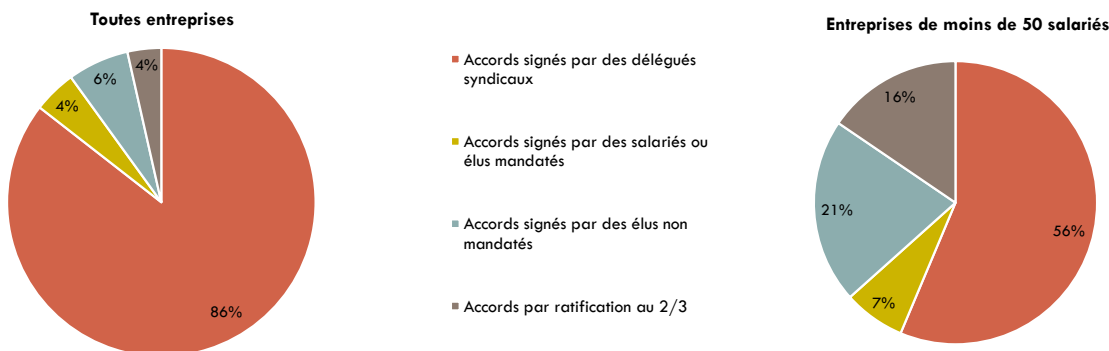 Toutes entreprises
4%
6%
4%
86%
Accords signés par des délégués
syndicaux
Accords signés par des salariés ou
élus mandatés
Accords signés par des élus non
mandatés
Accords par ratification au 2/3
Entreprises de moins de 50 salariés
16%
21%
56%
7%